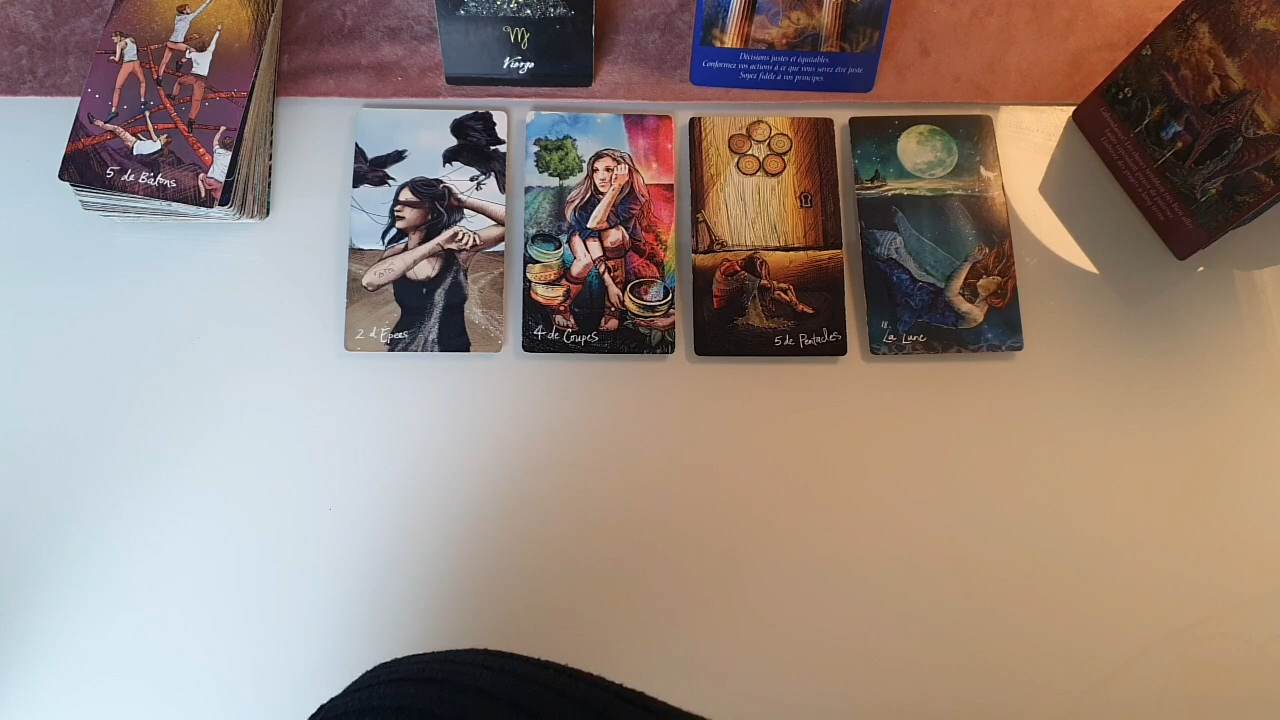 5 de Bâtons
Virgo
Décisions justes et équitables.
Conformez vos actions à ce que vous savez être juste.
Soyez fidèle à vos principes.
2 d'Épées
4 de Coupes
5 de Pentacles
18.
La Lune